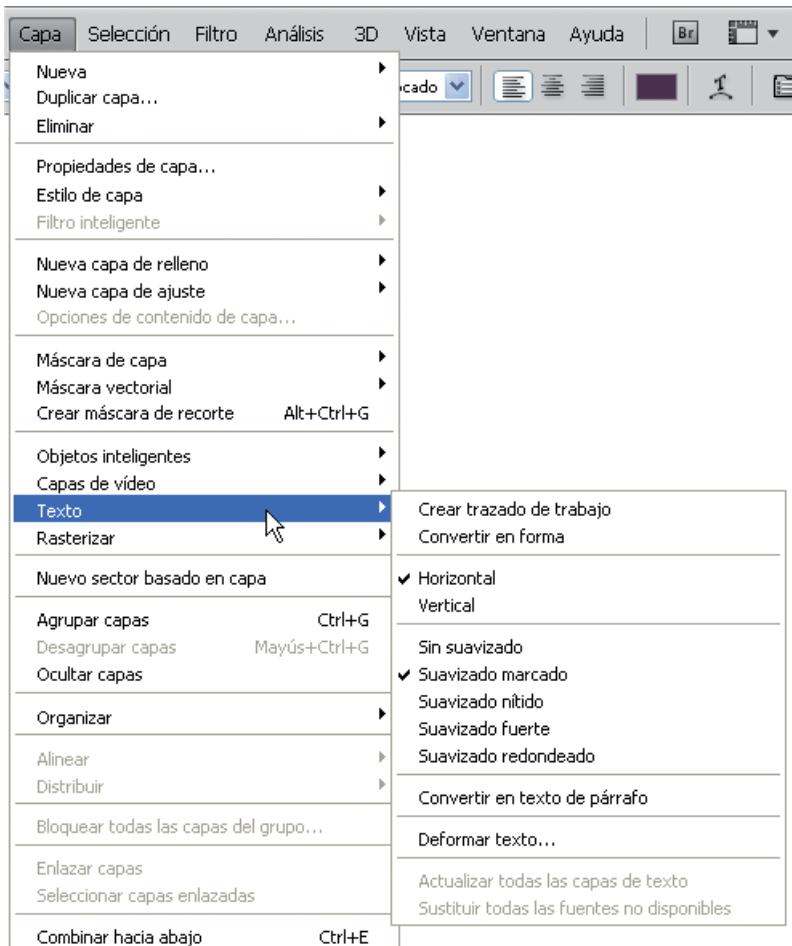 Capa Selección Filtro Análisis 3D Vista Ventana Ayuda Br
Nueva
Duplicar capa...
Eliminar
Propiedades de capa...
Estilo de capa
Filtro inteligente
Nueva capa de relleno
Nueva capa de ajuste
Opciones de contenido de capa...
Máscara de capa
Máscara vectorial
Crear máscara de recorte Alt+Ctrl+G
Objetos inteligentes
Capas de vídeo
Texto
Rasterizar
Nuevo sector basado en capa
Agrupar capas Ctrl+G
Desagrupar capas Mayús+Ctrl+G
Ocultar capas
Organizar
Alinear
Distribuir
Bloquear todas las capas del grupo...
Enlazar capas
Seleccionar capas enlazadas
Combinar hacia abajo Ctrl+E
Crear trazado de trabajo
Convertir en forma
Horizontal
Vertical
Sin suavizado
Suavizado marcado
Suavizado nítido
Suavizado fuerte
Suavizado redondeado
Convertir en texto de párrafo
Deformar texto...
Actualizar todas las capas de texto
Sustituir todas las fuentes no disponibles